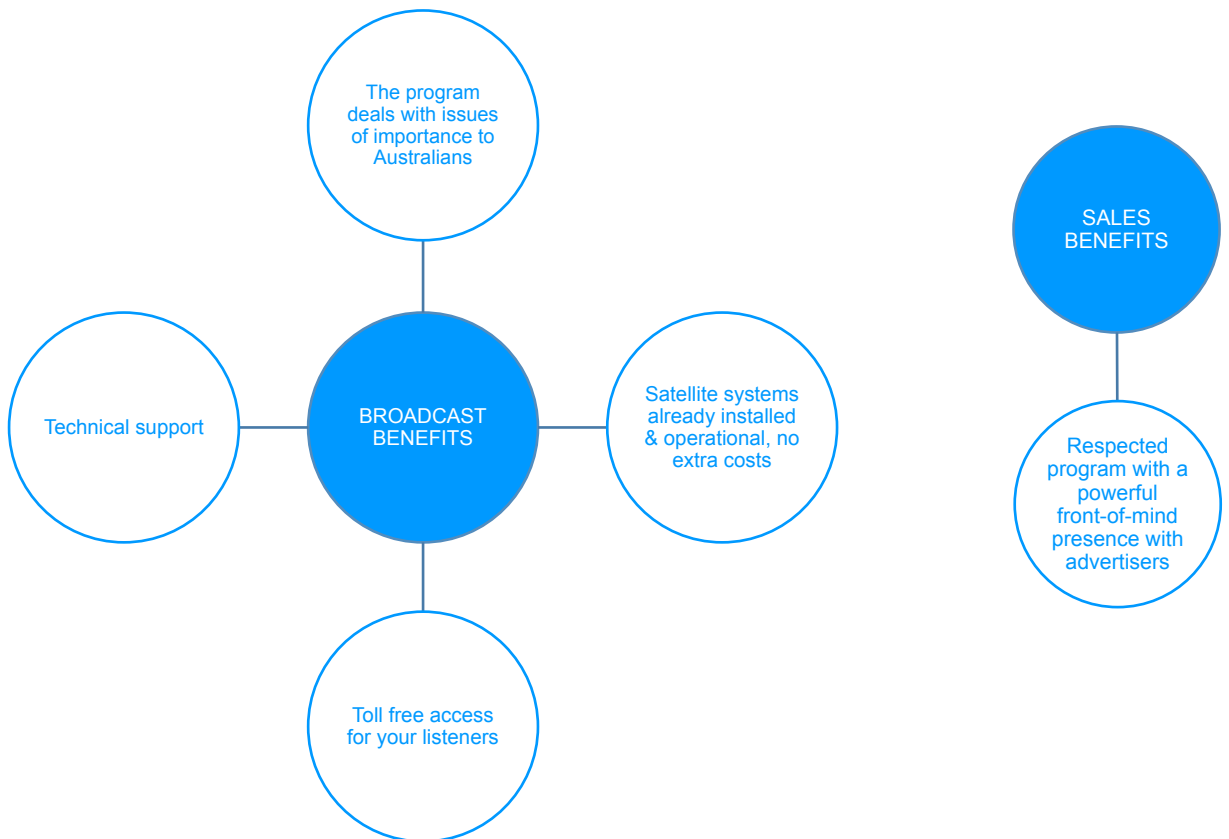 The program
deals with issues
of importance to
Australians
Technical support
BROADCAST
BENEFITS
Satellite systems
already installed
& operational, no
extra costs
Toll free access
for your listeners
SALES
BENEFITS
Respected
program with a
powerful
front-of-mind
presence with
advertisers